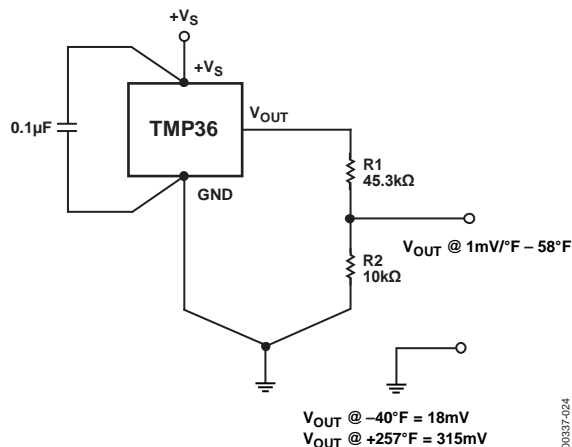 +VS
+VS
0.1µF
TMP36
VOUT
GND
R1
45.3kΩ
R2
10kΩ
VOUT @ 1mV/°F – 58°F
VOUT @ –40°F = 18mV
VOUT @ +257°F = 315mV
00337-024